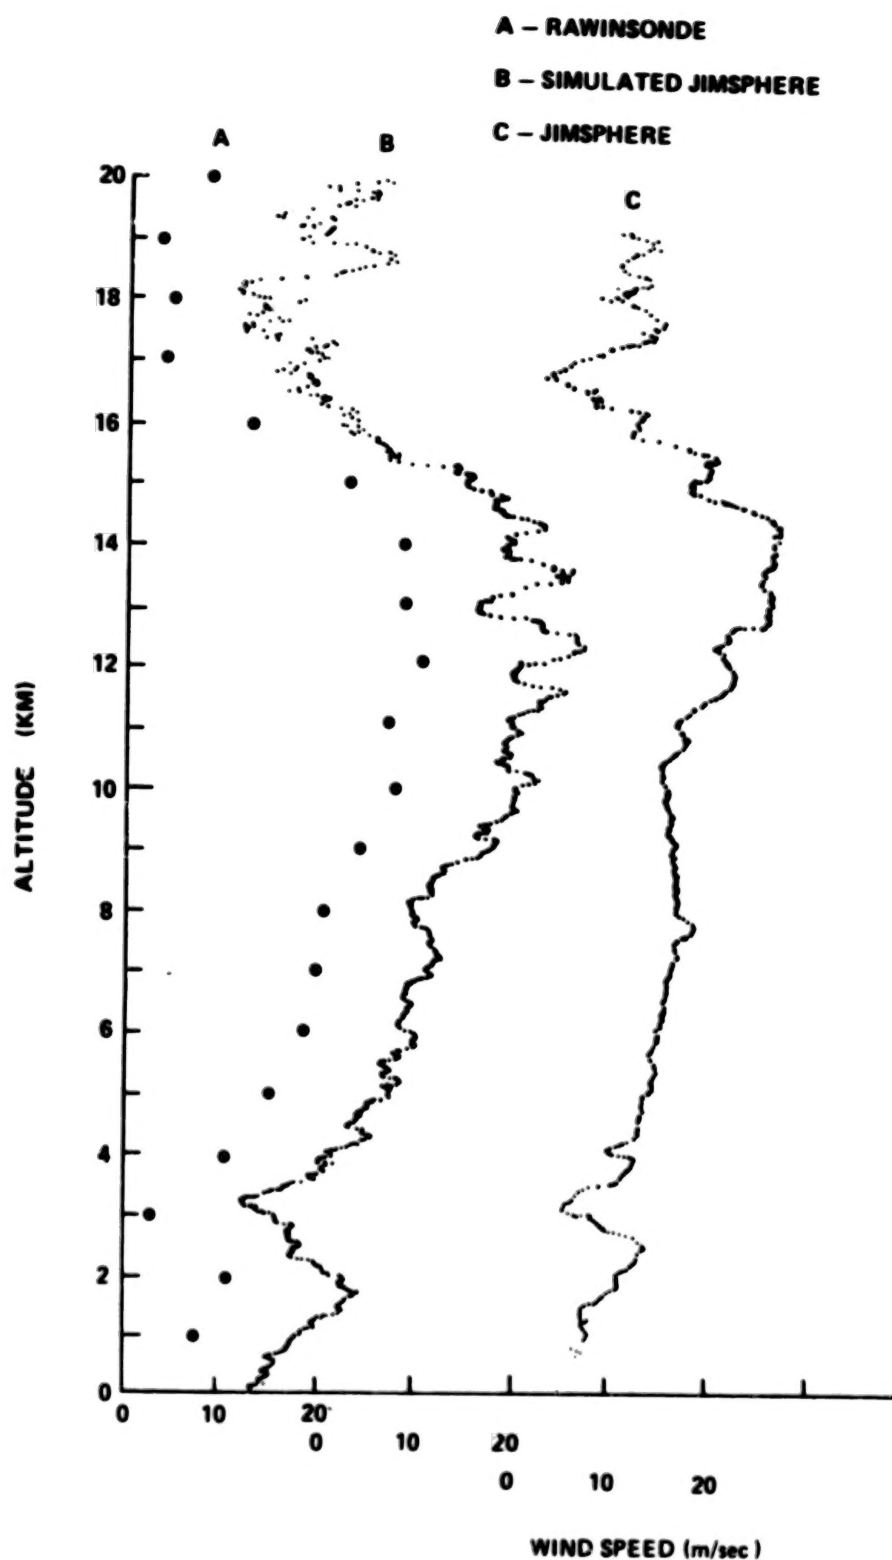 A – RAWINSONDE
B – SIMULATED JIMSPHERE
C – JIMSPHERE
A
B
C
20
18
16
14
12
10
8
6
4
2
0
ALTITUDE (KM)
0 10 20
0 10 20
0 10 20
WIND SPEED (m/sec)